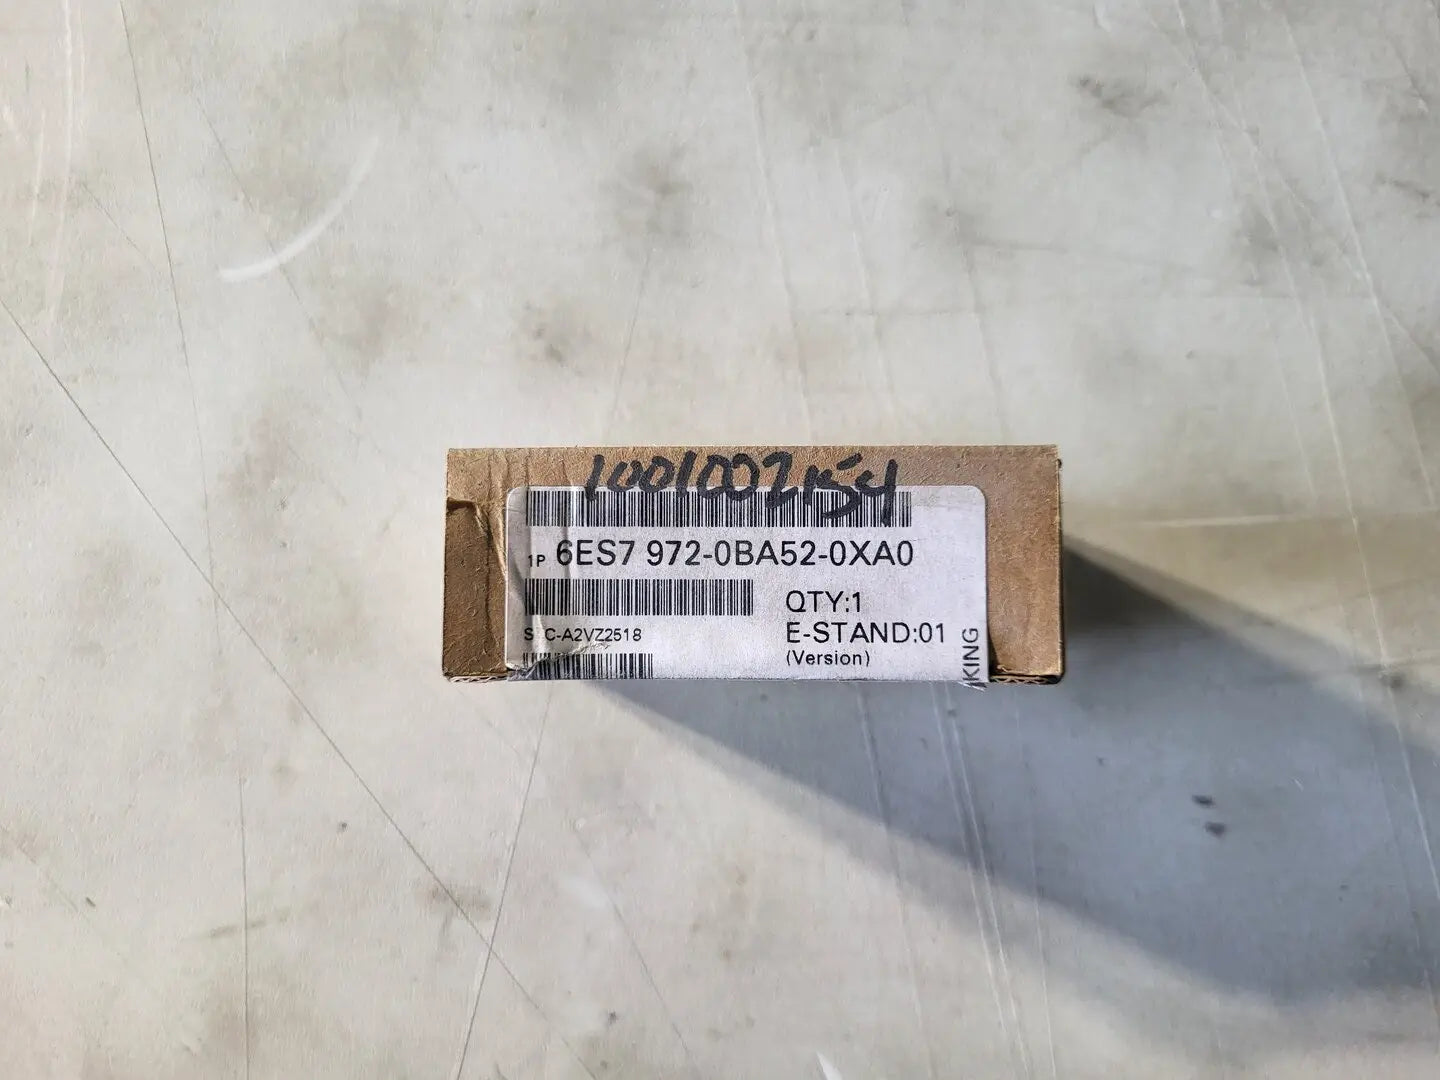 1001002154
1P 6ES7 972-0BA52-0XA0
QTY:1
S C-A2VZ2518
E-STAND:01
(Version)
KING